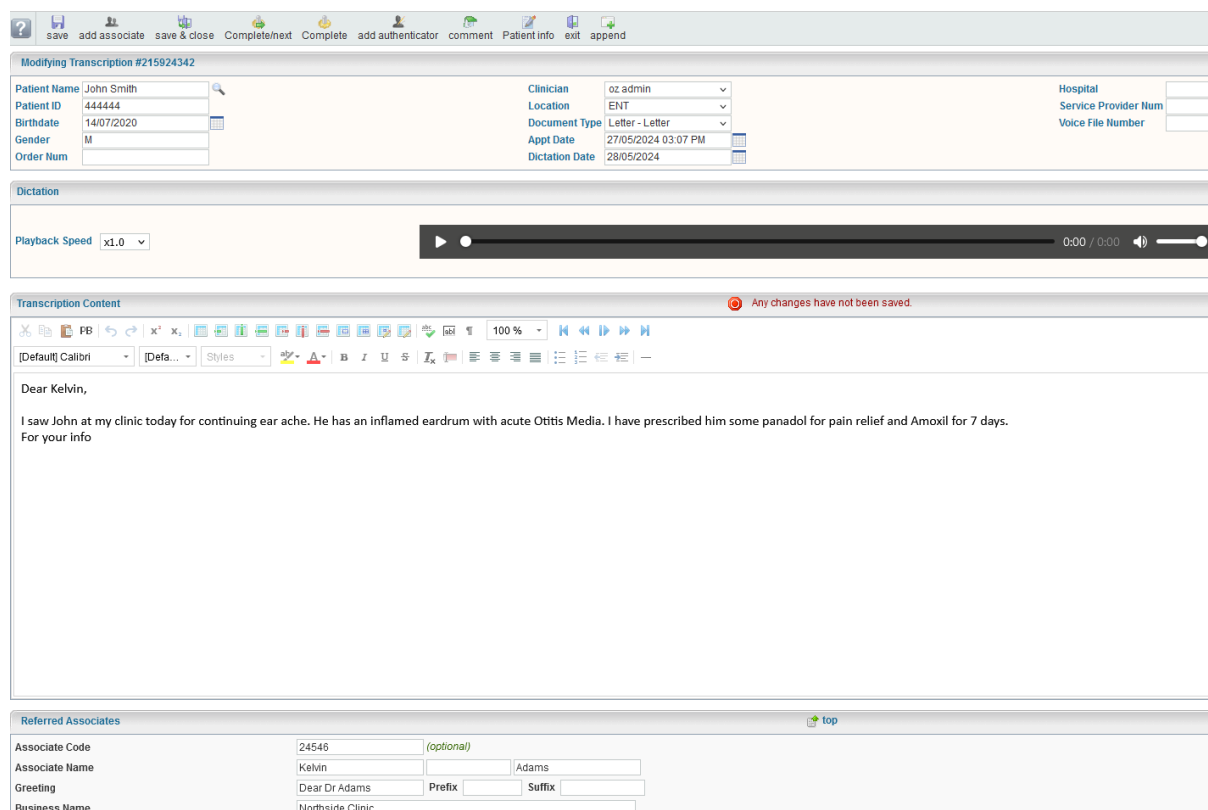 ? save add associate save & close Complete/next Complete add authenticator comment Patient info exit append
Modifying Transcription #215924342
Patient Name John Smith Clinician oz admin Hospital
Patient ID 444444 Location ENT Service Provider Num
Birthdate 14/07/2020 Document Type Letter - Letter Voice File Number
Gender M Appt Date 27/05/2024 03:07 PM
Order Num Dictation Date 28/05/2024
Dictation
Playback Speed x1.0 0:00 / 0:00
Transcription Content Any changes have not been saved.
PB x² x₂ abc abl ¶ 100 %
[Default] Calibri [Defa... Styles aby A B I U S Ix
Dear Kelvin,
I saw John at my clinic today for continuing ear ache. He has an inflamed eardrum with acute Otitis Media. I have prescribed him some panadol for pain relief and Amoxil for 7 days.
For your info
Referred Associates top
Associate Code 24546 (optional)
Associate Name Kelvin Adams
Greeting Dear Dr Adams Prefix Suffix
Business Name Northside Clinic